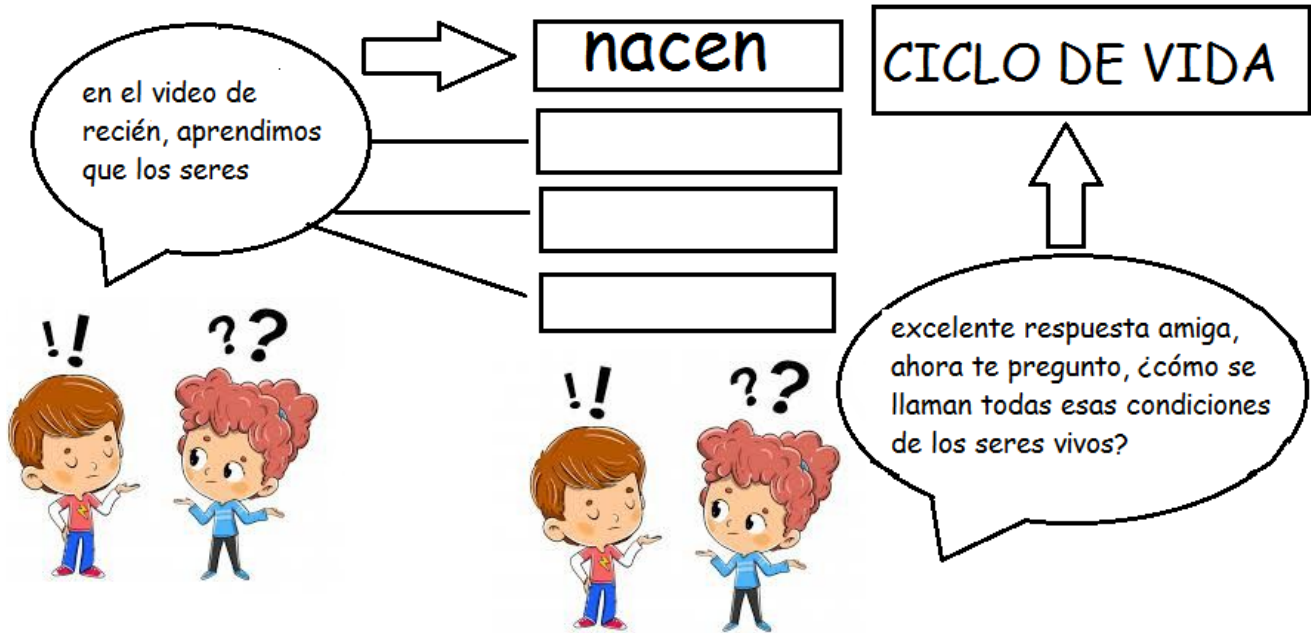 en el video de
recién, aprendimos
que los seres
nacen
CICLO DE VIDA
!!
??
!!
??
excelente respuesta amiga,
ahora te pregunto, ¿cómo se
llaman todas esas condiciones
de los seres vivos?